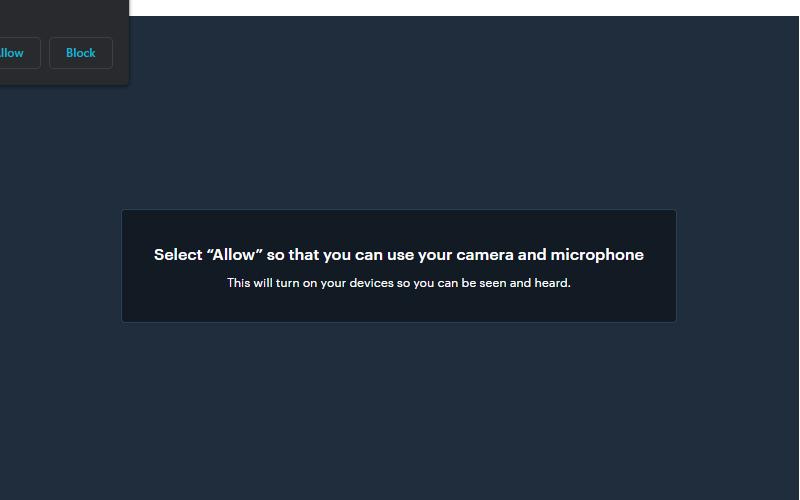 Allow Block
Select “Allow” so that you can use your camera and microphone
This will turn on your devices so you can be seen and heard.